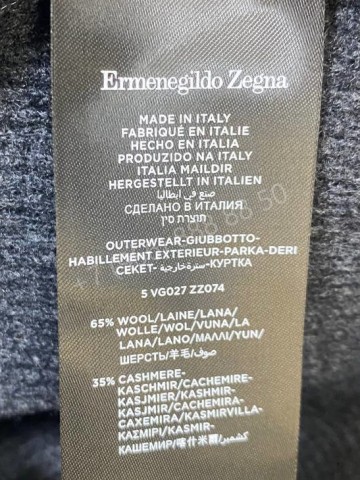 Ermenegildo Zegna
MADE IN ITALY
FABRIQUÉ EN ITALIE
HECHO EN ITALIA
PRODUZIDO NA ITALY
ITALIA MAILDIR
HERGESTELLT IN ITALIEN
صنع في ايطاليا
СДЕЛАНО В ИТАЛИЯ
תוצרת סין
OUTERWEAR-GIUBBOTTO-
HABILLEMENT EXTERIEUR-PARKA-DERI
CEKET-سترة خارجية-КУРТКА
5 VG027 ZZ074
65% WOOL/LAINE/LANA/
WOLLE/WOL/VUNA/LA
LANA/LANO/ΜΑΛΛΙ/YUN/
ШЕРСТЬ/羊毛/صوف/
35% CASHMERE-
KASCHMIR/CACHEMIRE-
KASJMIER/KASHMIR-
KASJMIR/CACHEMIRA-
CAXEMIRA/KASMIRVILLA-
ΚΑΣΜΙΡΙ/KASMIR-
КАШЕМИР/喀什米爾/كشمير/